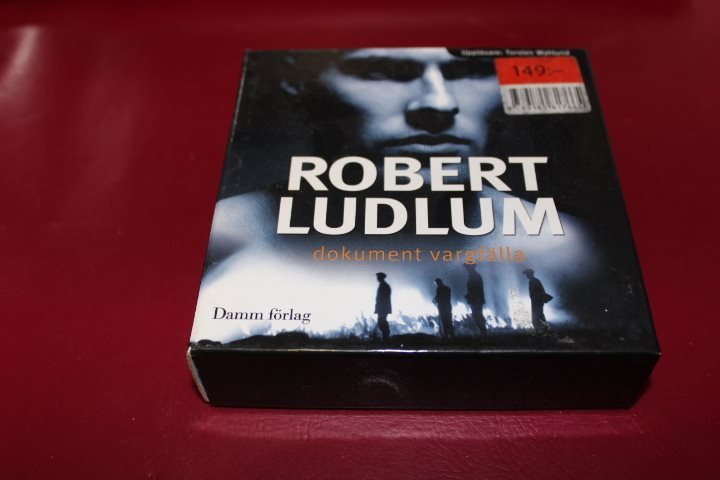 Uppläsare: Torsten Wahlund
149:-
ROBERT
LUDLUM
dokument vargfälla
Damm förlag